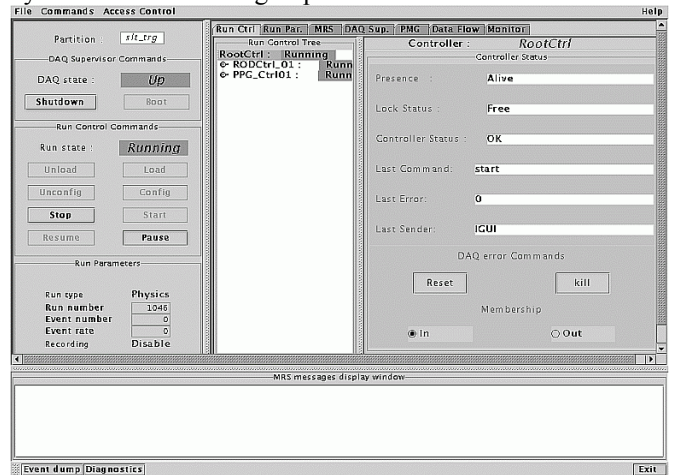 File Commands Access Control Help
Partition : slt_trg
DAQ Supervisor Commands
DAQ state : Up
Shutdown Boot
Run Control Commands
Run state : Running
Unload Load
Unconfig Config
Stop Start
Resume Pause
Run Parameters
Run type Physics
Run number 1046
Event number 0
Event rate 0
Recording Disable
Run Ctrl Run Par. MRS DAQ Sup. PMG Data Flow Monitor
Run Control Tree
RootCtrl : Running
RODCtrl_01 : Runn
PPG_Ctrl01 : Runn
Controller : RootCtrl
Controller Status
Presence : Alive
Lock Status : Free
Controller Status : OK
Last Command: start
Last Error: 0
Last Sender: IGUI
DAQ error Commands
Reset kill
Membership
In Out
MRS messages display window
Event dump Diagnostics Exit